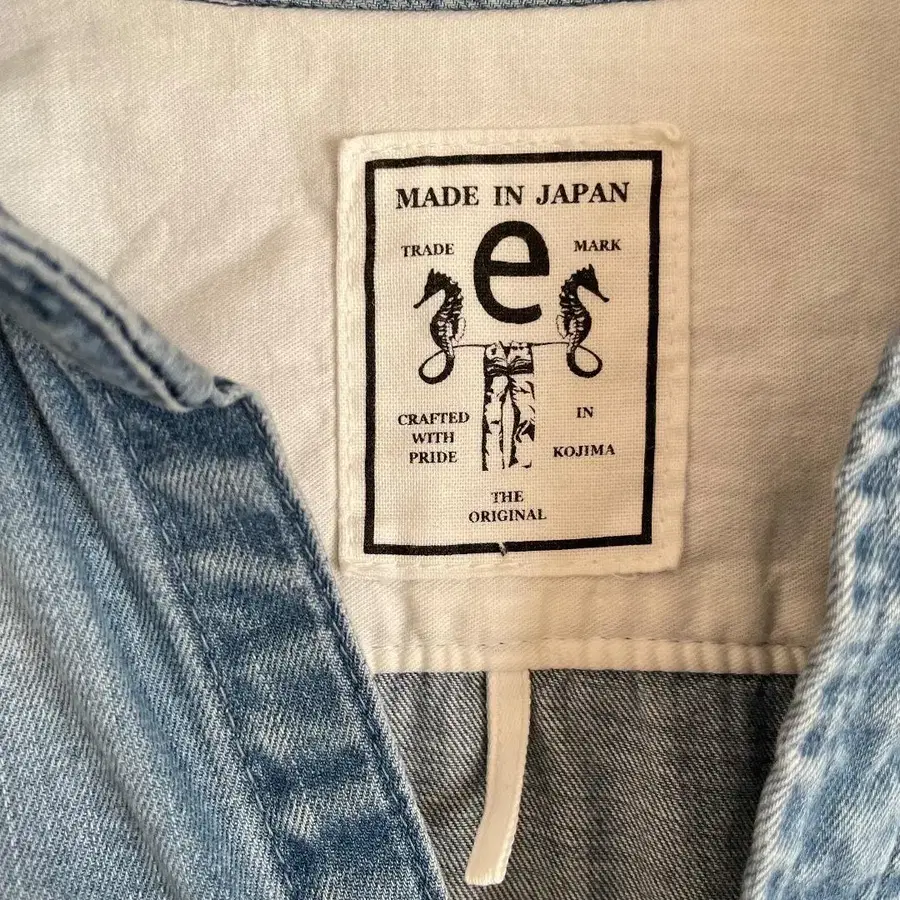 MADE IN JAPAN
e
TRADE MARK
CRAFTED
WITH
PRIDE
IN
KOJIMA
THE
ORIGINAL